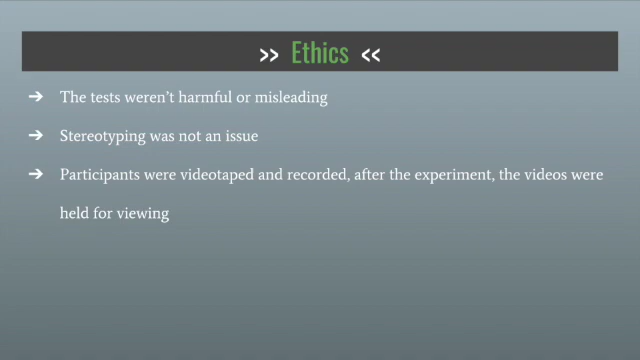 >> Ethics <<
➔ The tests weren't harmful or misleading
➔ Stereotyping was not an issue
➔ Participants were videotaped and recorded, after the experiment, the videos were
held for viewing